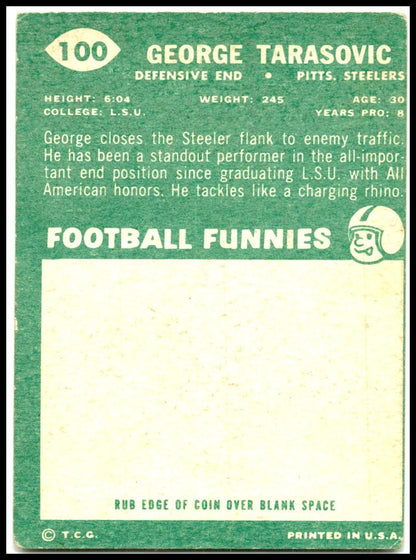 100 GEORGE TARASOVIC
DEFENSIVE END • PITTS. STEELERS
HEIGHT: 6:04 WEIGHT: 245 AGE: 30
COLLEGE: L.S.U. YEARS PRO: 8
George closes the Steeler flank to enemy traffic.
He has been a standout performer in the all-impor-
tant end position since graduating L.S.U. with All
American honors. He tackles like a charging rhino.
FOOTBALL FUNNIES
RUB EDGE OF COIN OVER BLANK SPACE
© T.C.G. PRINTED IN U.S.A.